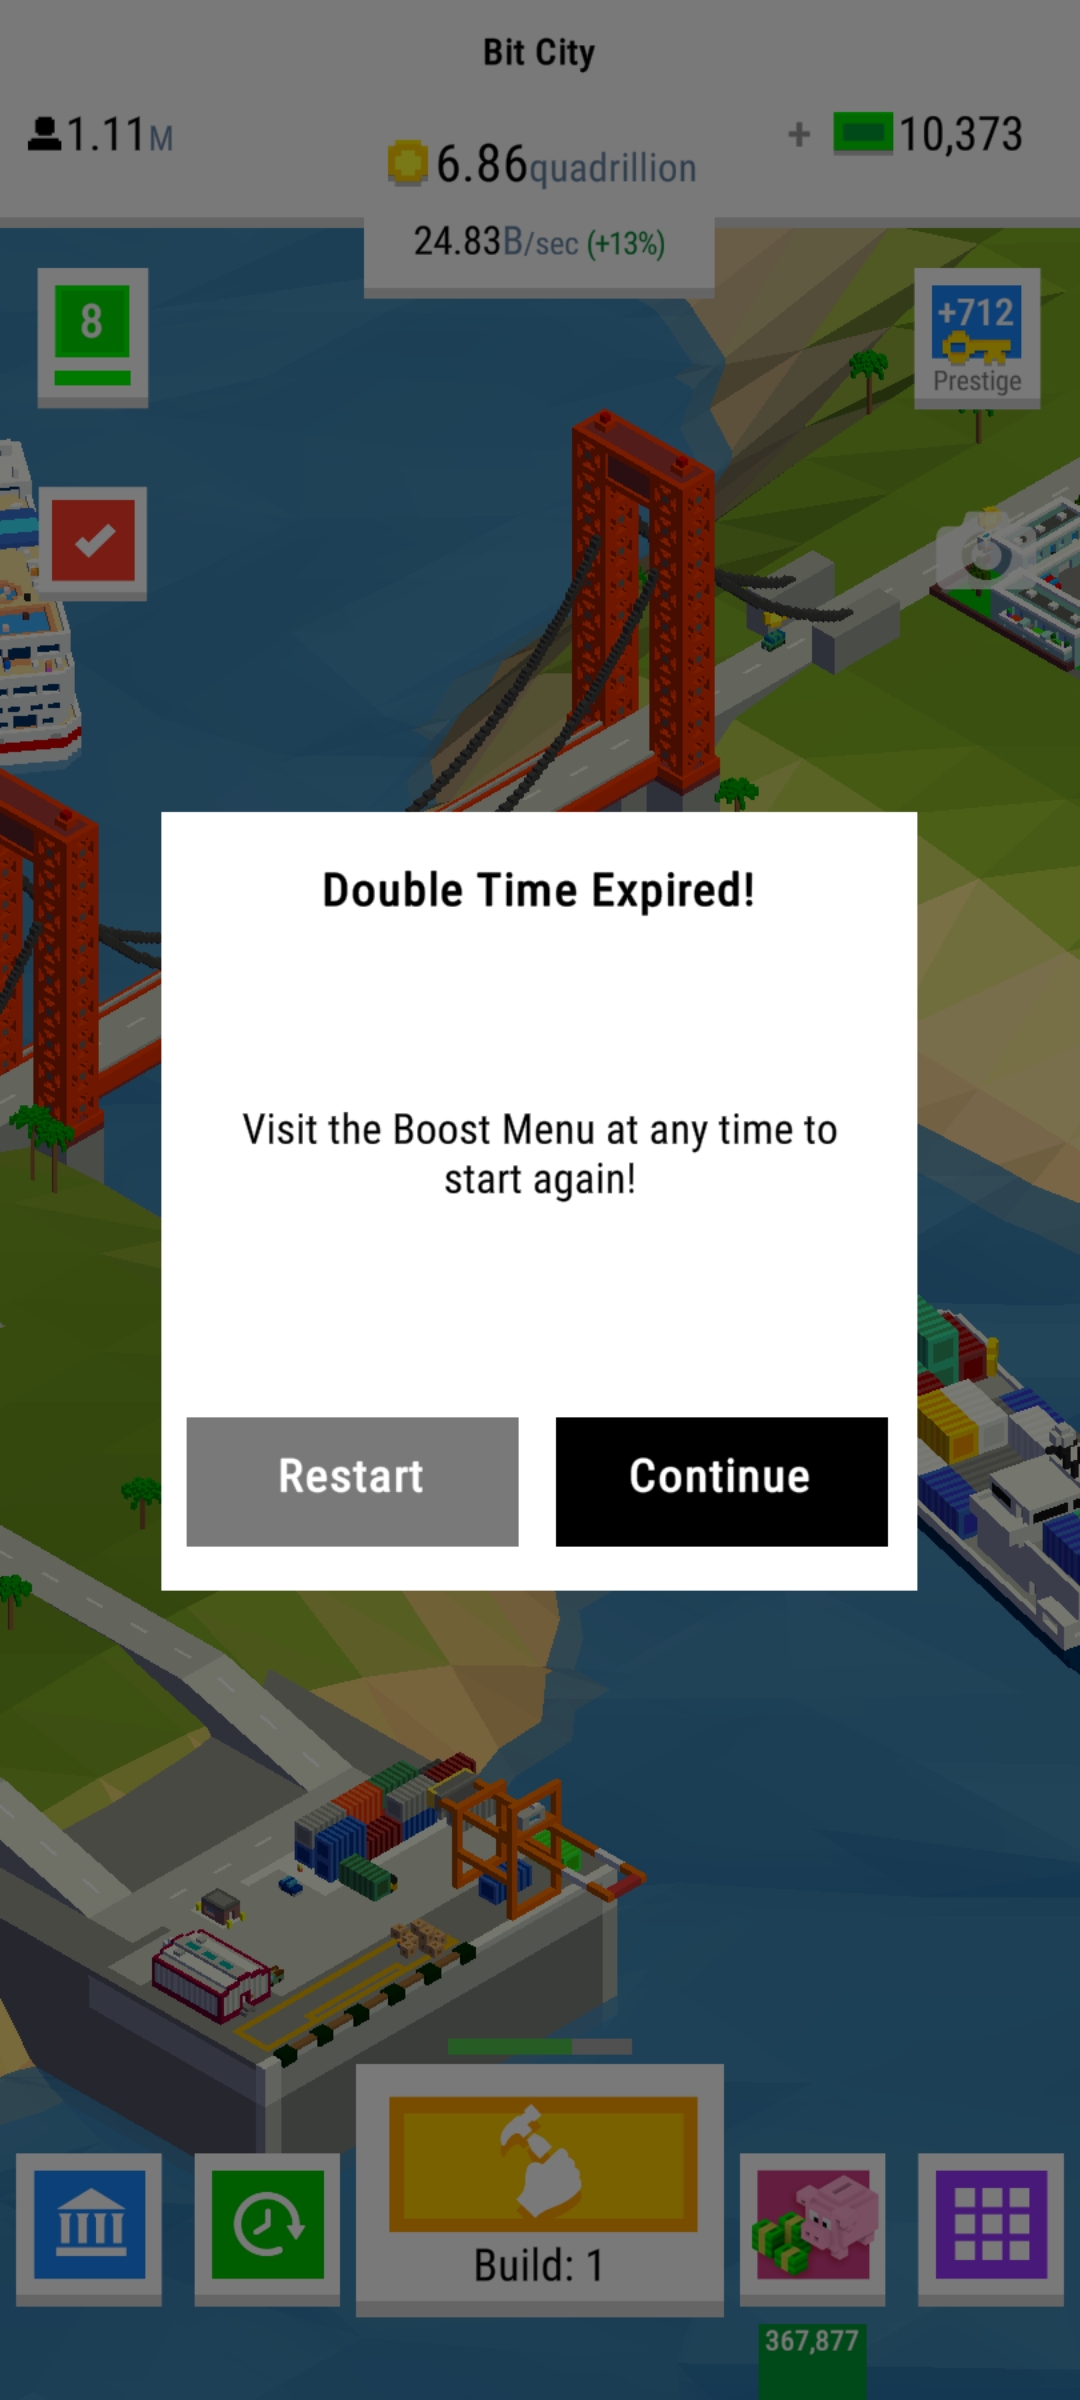 Bit City
1.11M
6.86quadrillion
+ 10,373
24.83B/sec (+13%)
8
+712
Prestige
Double Time Expired!
Visit the Boost Menu at any time to
start again!
Restart
Continue
Build: 1
367,877